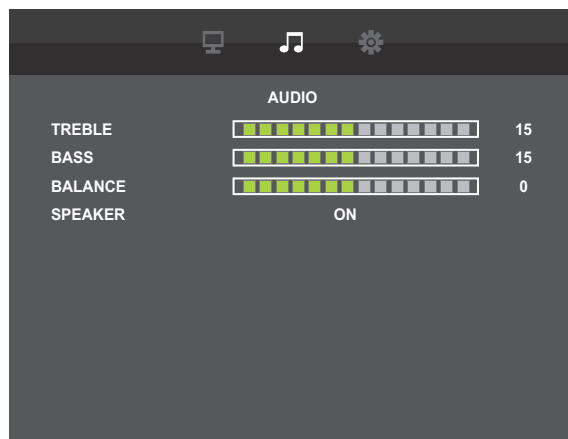 AUDIO
TREBLE 15
BASS 15
BALANCE 0
SPEAKER ON